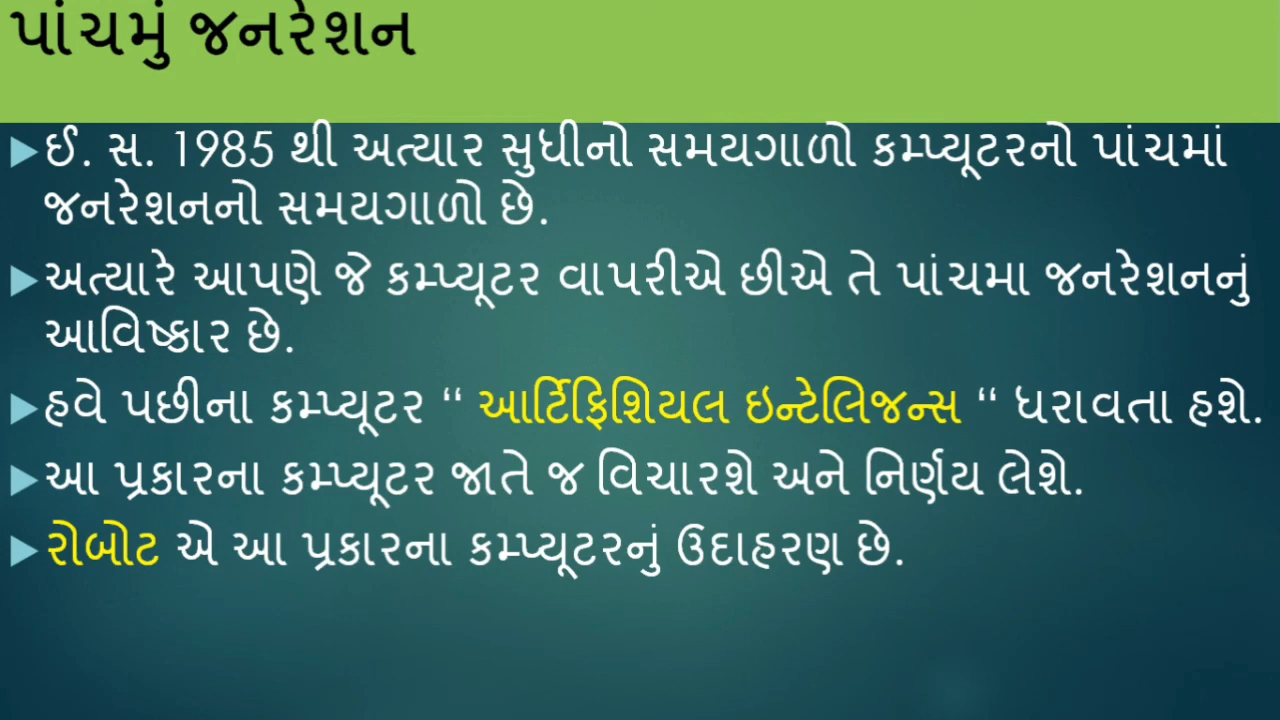 પાંચમું જનરેશન
ઈ. સ. 1985 થી અત્યાર સુધીનો સમયગાળો કમ્પ્યૂટરનો પાંચમાં
જનરેશનનો સમયગાળો છે.
અત્યારે આપણે જે કમ્પ્યૂટર વાપરીએ છીએ તે પાંચમા જનરેશનનું
આવિષ્કાર છે.
હવે પછીના કમ્પ્યૂટર “ આર્ટિફિશિયલ ઇન્ટેલિજન્સ “ ધરાવતા હશે.
આ પ્રકારના કમ્પ્યૂટર જાતે જ વિચારશે અને નિર્ણય લેશે.
રોબોટ એ આ પ્રકારના કમ્પ્યૂટરનું ઉદાહરણ છે.